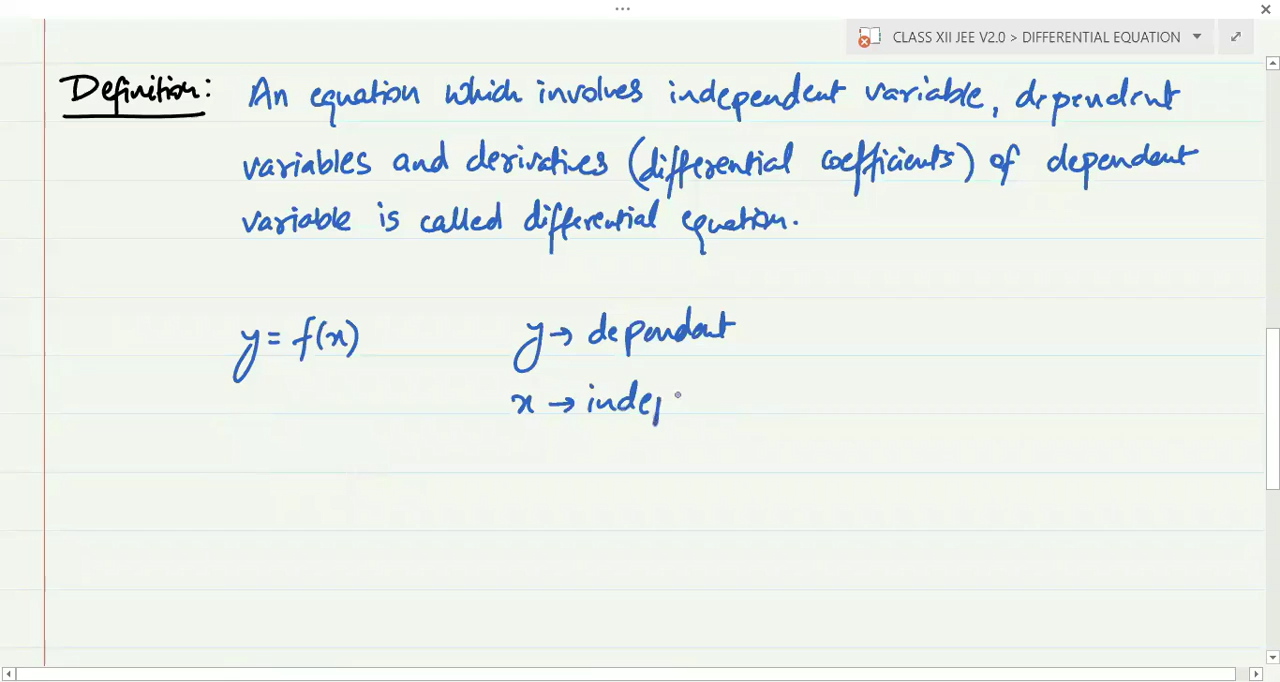 CLASS XII JEE V2.0 > DIFFERENTIAL EQUATION
Definition: An equation which involves independent variable, dependent
variables and derivatives (differential coefficients) of dependent
variable is called differential equation.
y = f(x) y → dependent
x → indep